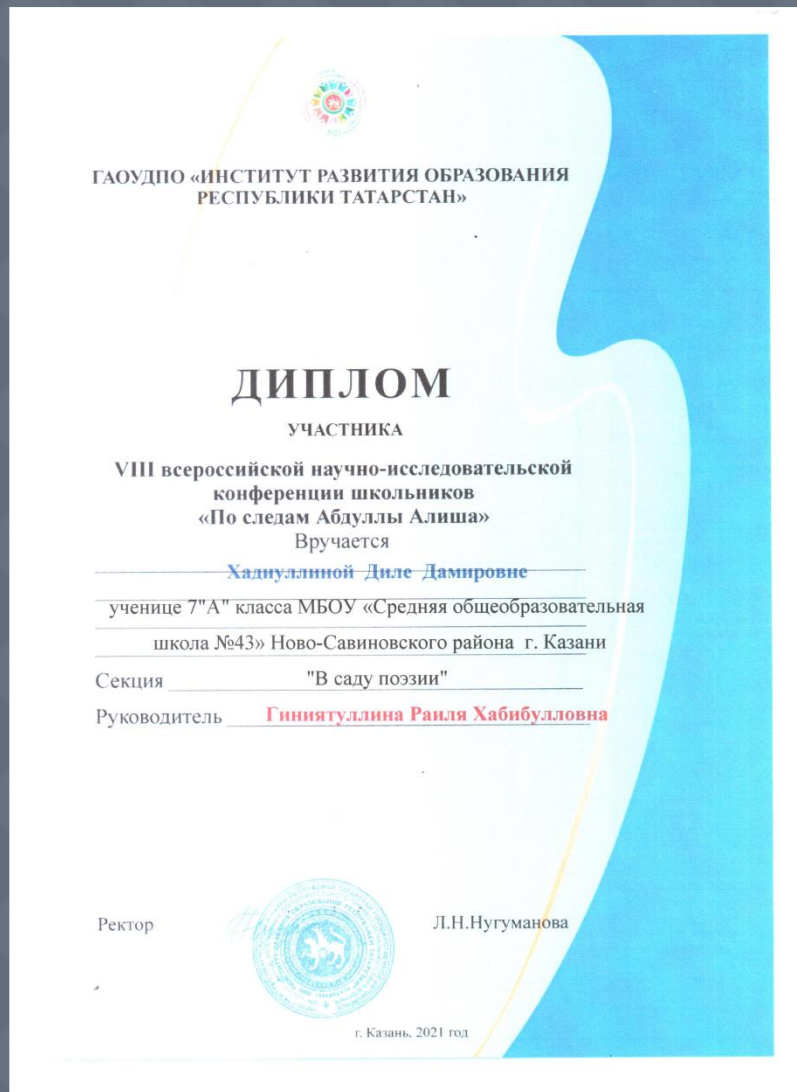 ГАОУДПО «ИНСТИТУТ РАЗВИТИЯ ОБРАЗОВАНИЯ
РЕСПУБЛИКИ ТАТАРСТАН»
ДИПЛОМ
УЧАСТНИКА
VIII всероссийской научно-исследовательской
конференции школьников
«По следам Абдуллы Алиша»
Вручается
Хадиуллиной Диле Дамировне
ученице 7"А" класса МБОУ «Средняя общеобразовательная
школа №43» Ново-Савиновского района г. Казани
Секция "В саду поэзии"
Руководитель Гиниятуллина Раиля Хабибулловна
Ректор Л.Н.Нугуманова
г. Казань, 2021 год